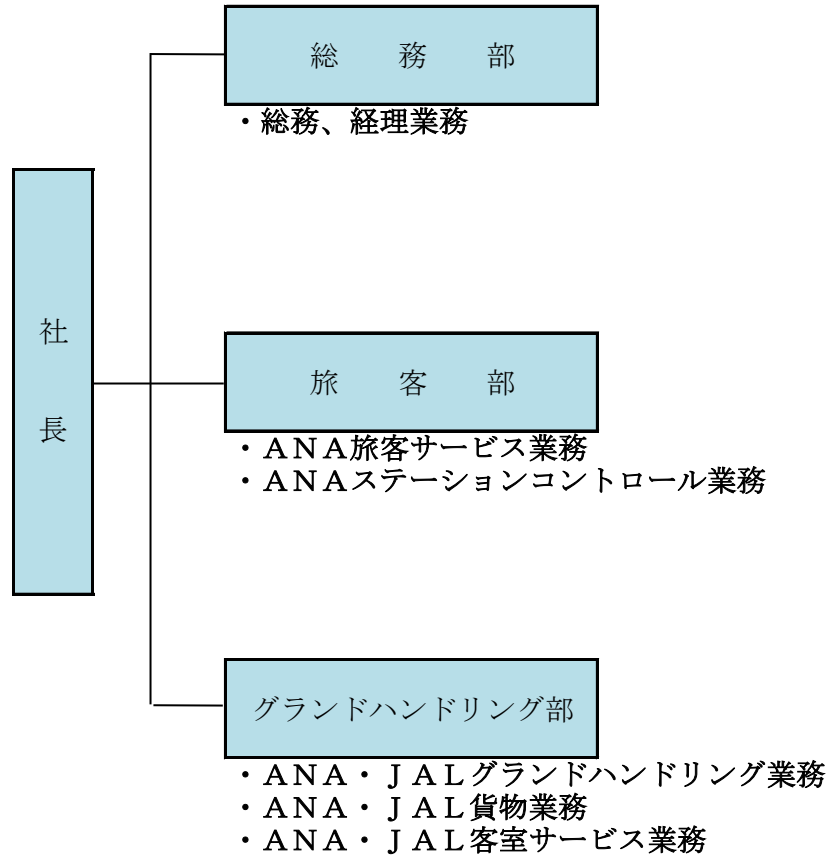 総務部
・総務、経理業務
社長
旅客部
・ＡＮＡ旅客サービス業務
・ＡＮＡステーションコントロール業務
グランドハンドリング部
・ＡＮＡ・ＪＡＬグランドハンドリング業務
・ＡＮＡ・ＪＡＬ貨物業務
・ＡＮＡ・ＪＡＬ客室サービス業務